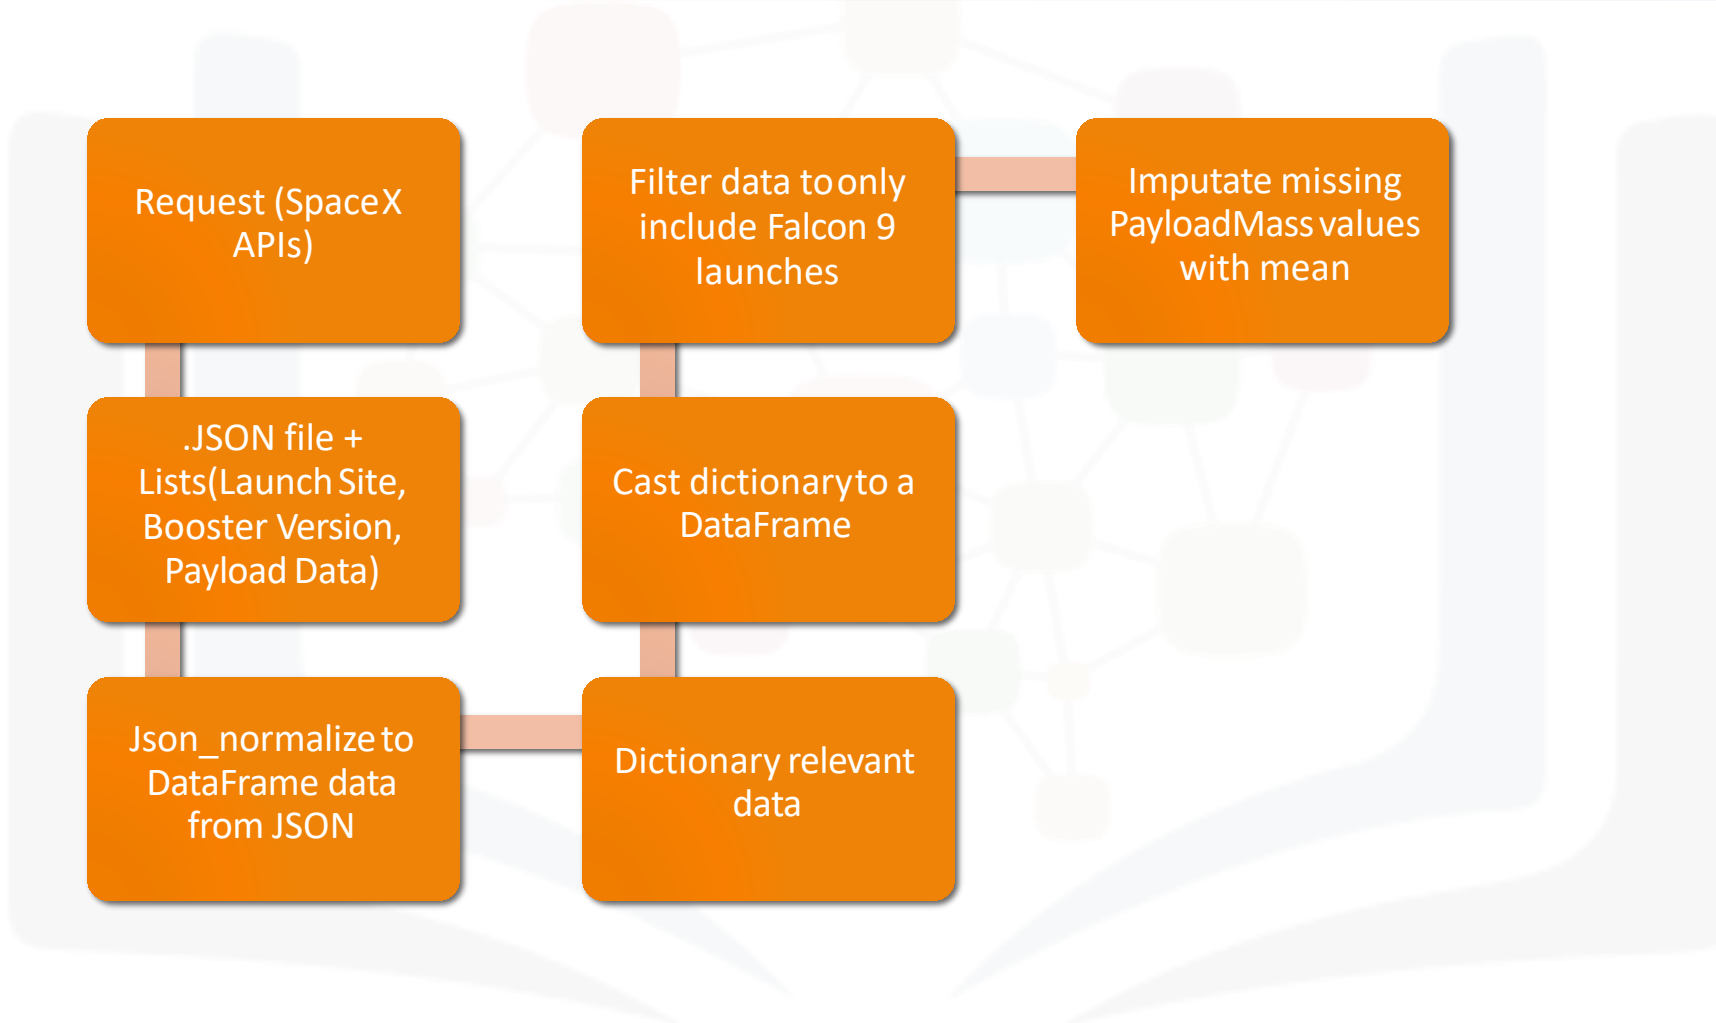 Request (SpaceX
APIs)
.JSON file +
Lists(Launch Site,
Booster Version,
Payload Data)
Json_normalize to
DataFrame data
from JSON
Dictionary relevant
data
Cast dictionary to a
DataFrame
Filter data to only
include Falcon 9
launches
Imputate missing
PayloadMass values
with mean